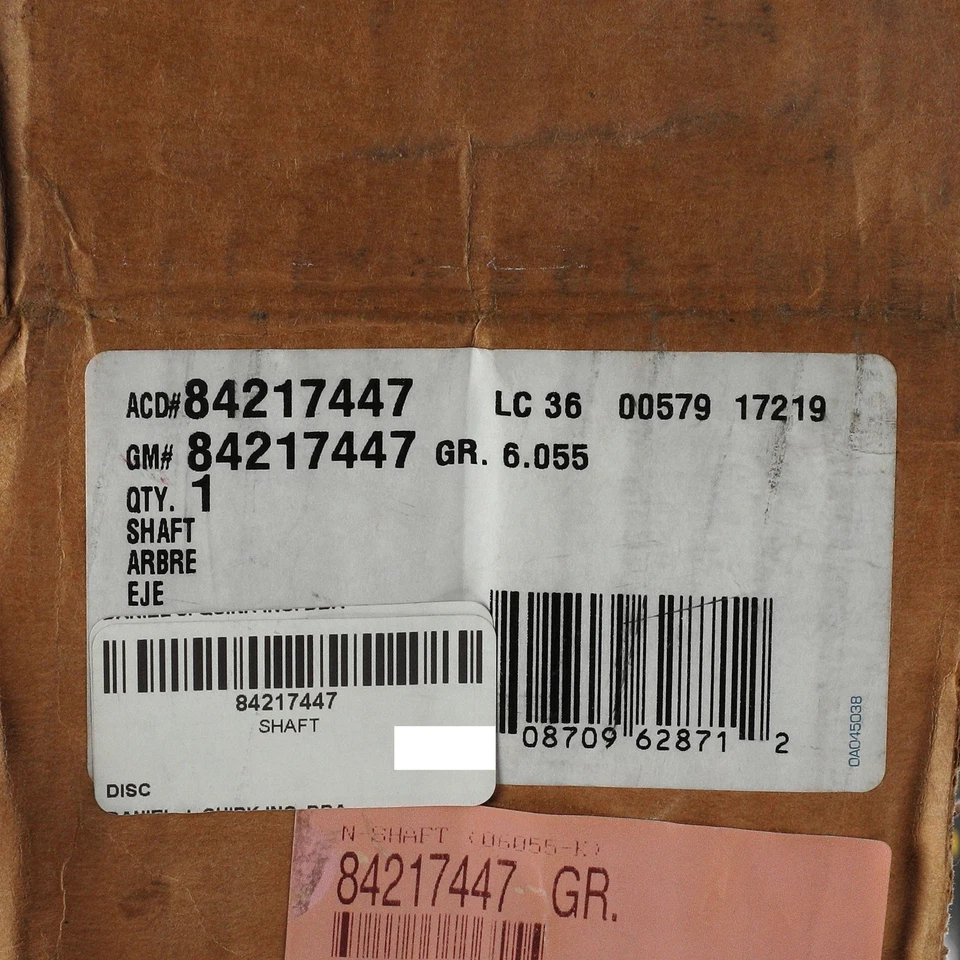 ACD# 84217447 LC 36 00579 17219
GM# 84217447 GR. 6.055
QTY. 1
SHAFT
ARBRE
EJE
84217447
SHAFT
DISC
08709 62871 2
0A045038
N SHAFT (06055-K)
84217447 GR.